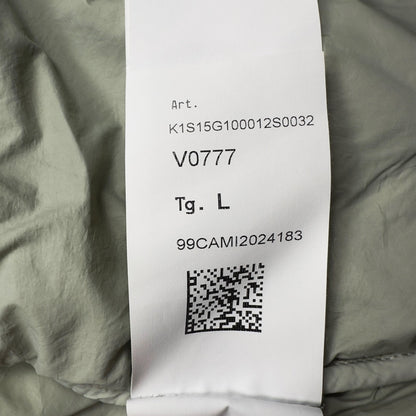 Art.
K1S15G100012S0032
V0777
Tg. L
99CAMI2024183